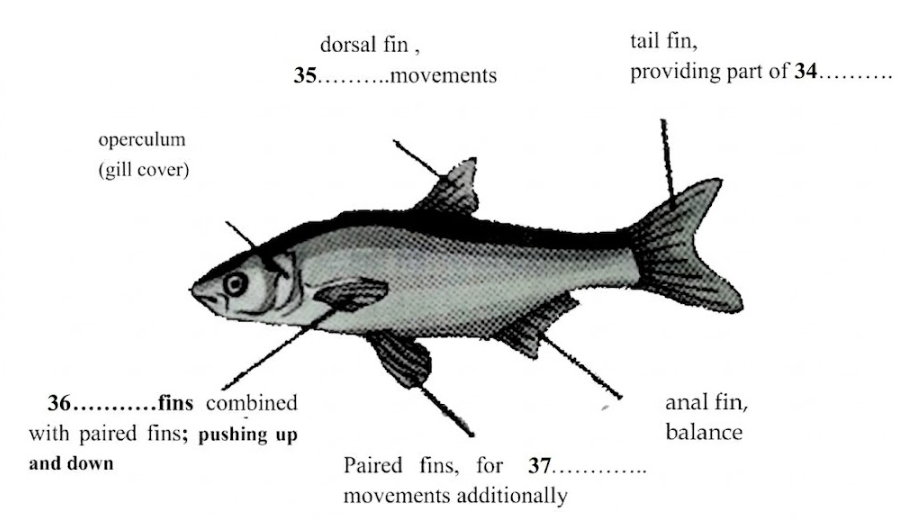 dorsal fin ,
35..........movements
tail fin,
providing part of 34..........
operculum
(gill cover)
36...........fins combined
with paired fins; pushing up
and down
Paired fins, for 37.............
movements additionally
anal fin,
balance